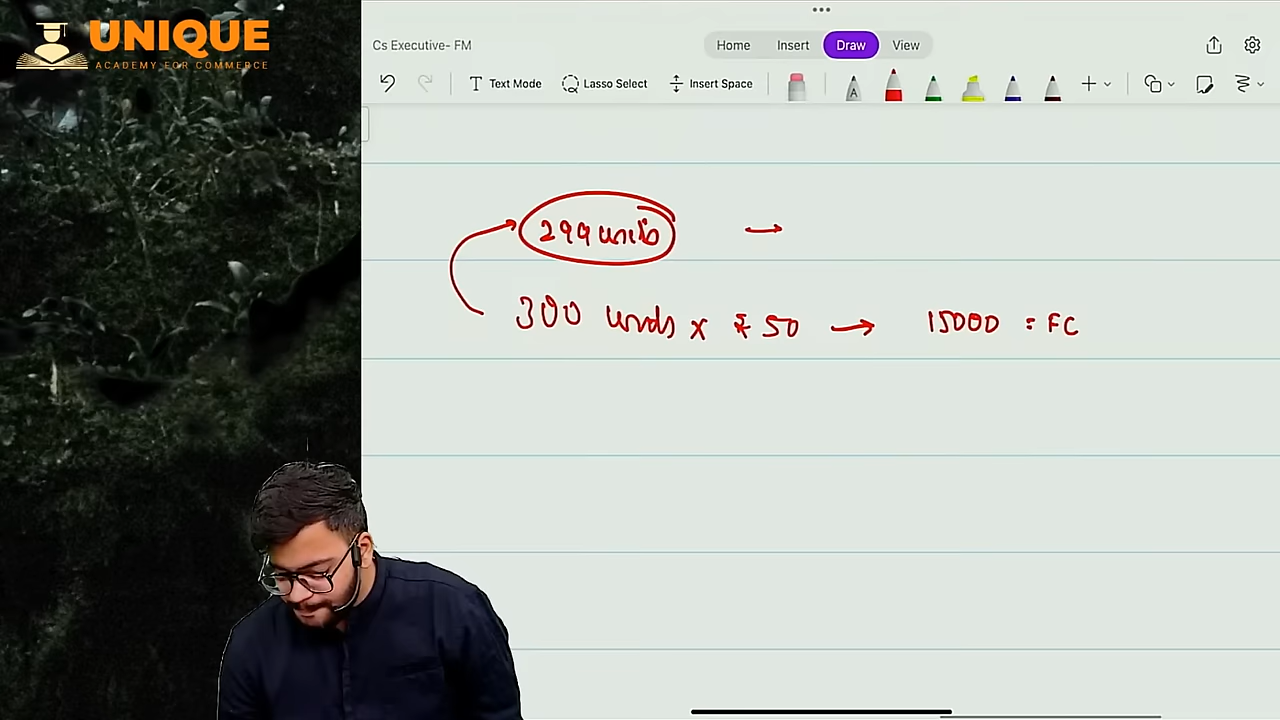 UNIQUE
ACADEMY FOR COMMERCE
Cs Executive- FM
Home Insert Draw View
Text Mode Lasso Select Insert Space
A
299 units →
300 units x ₹ 50 → 15000 = FC